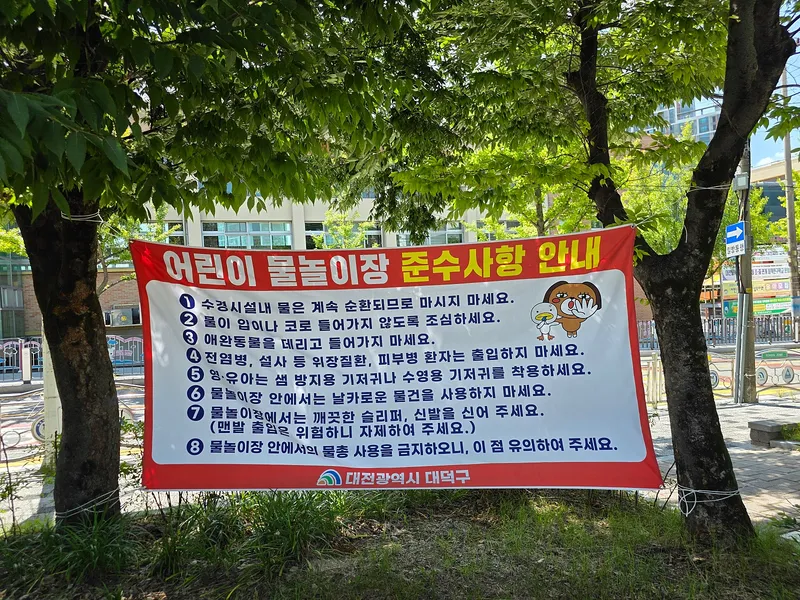 어린이 물놀이장 준수사항 안내
1 수경시설내 물은 계속 순환되므로 마시지 마세요.
2 물이 입이나 코로 들어가지 않도록 조심하세요.
3 애완동물을 데리고 들어가지 마세요.
4 전염병, 설사 등 위장질환, 피부병 환자는 출입하지 마세요.
5 영·유아는 샘 방지용 기저귀나 수영용 기저귀를 착용하세요.
6 물놀이장 안에서는 날카로운 물건을 사용하지 마세요.
7 물놀이장에서는 깨끗한 슬리퍼, 신발을 신어 주세요.
(맨발 출입은 위험하니 자제하여 주세요.)
8 물놀이장 안에서의 물총 사용을 금지하오니, 이 점 유의하여 주세요.
대전광역시 대덕구
일방통행